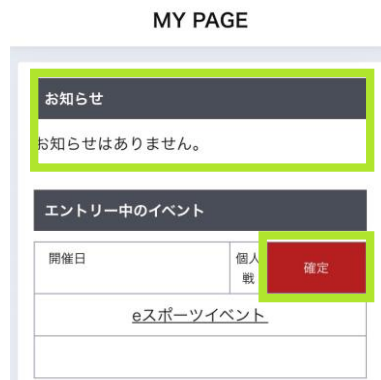 MY PAGE
お知らせ
お知らせはありません。
エントリー中のイベント
開催日
個人
戦
確定
eスポーツイベント